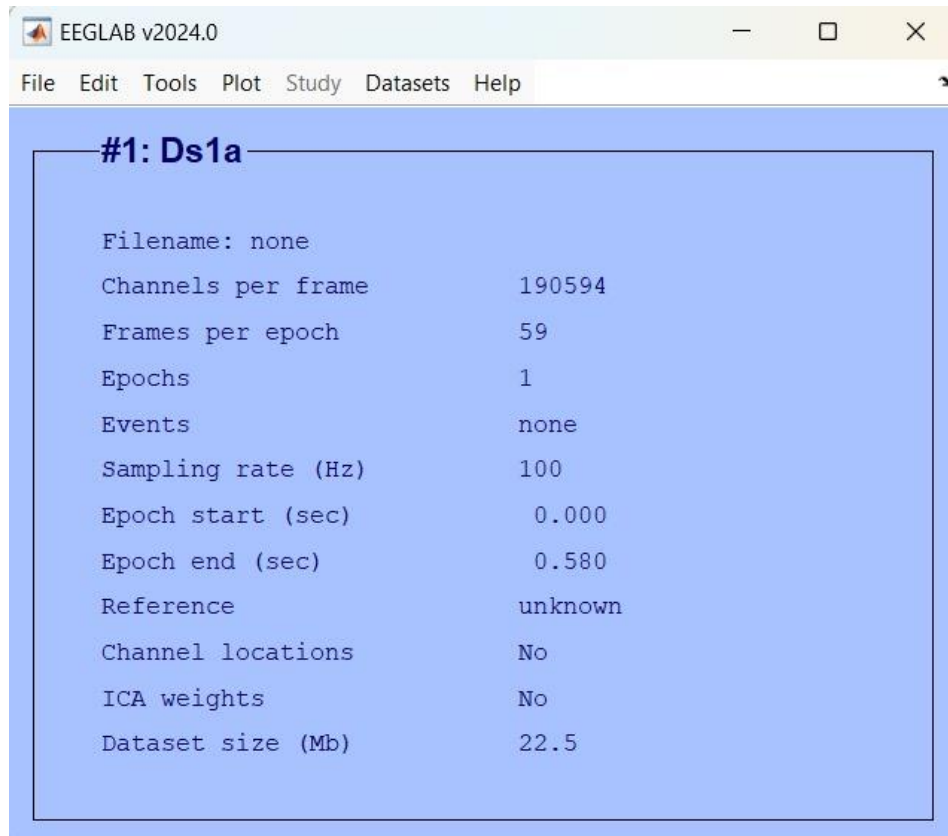 EEGLAB v2024.0
File Edit Tools Plot Study Datasets Help
#1: Ds1a
Filename: none
Channels per frame 190594
Frames per epoch 59
Epochs 1
Events none
Sampling rate (Hz) 100
Epoch start (sec) 0.000
Epoch end (sec) 0.580
Reference unknown
Channel locations No
ICA weights No
Dataset size (Mb) 22.5